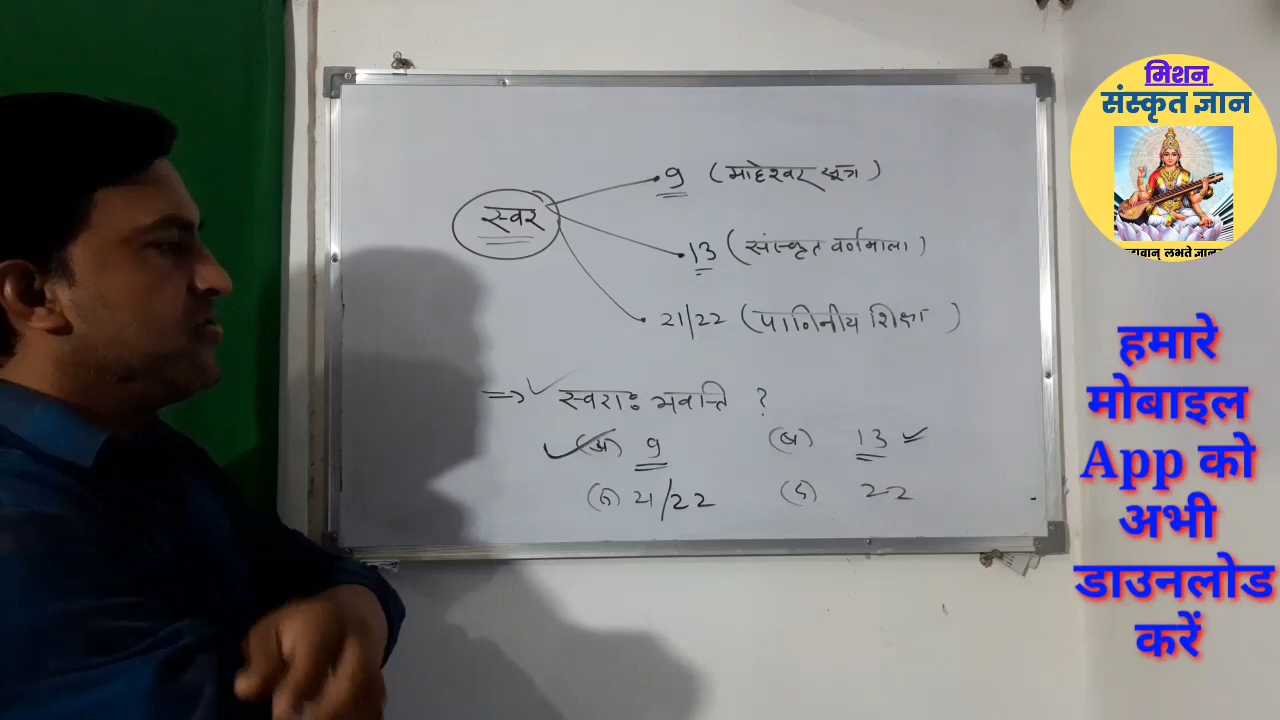 स्वर
9 (माहेश्वर सूत्र)
13 (संस्कृत वर्णमाला)
21/22 (पाणिनीय शिक्षा)
=> ✓ स्वराः भवन्ति ?
✓ (अ) 9 (ब) 13 ✓
(स) 21/22 (द) 22
मिशन
संस्कृत ज्ञान
लभते ज्ञान
हमारे
मोबाइल
App को
अभी
डाउनलोड
करें